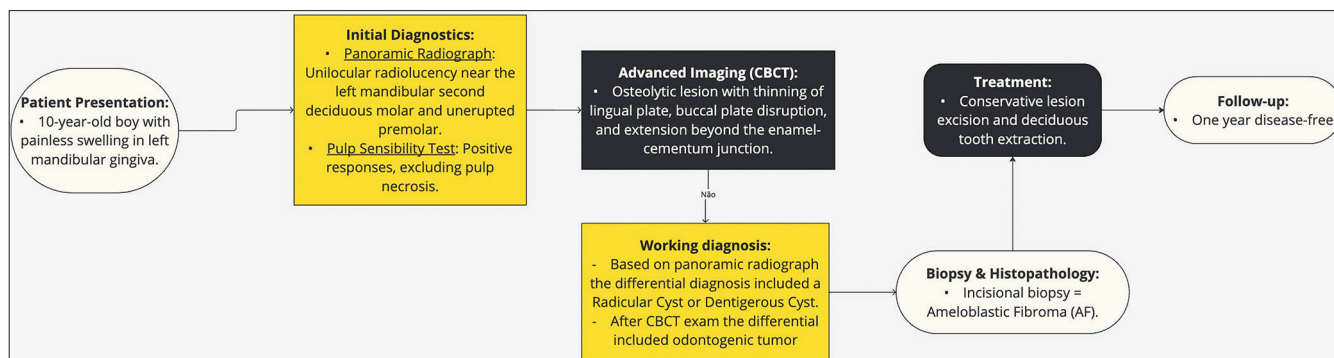 Patient Presentation:
• 10-year-old boy with
painless swelling in left
mandibular gingiva.
Initial Diagnostics:
• Panoramic Radiograph:
Unilocular radiolucency near the
left mandibular second
deciduous molar and unerupted
premolar.
• Pulp Sensibility Test: Positive
responses, excluding pulp
necrosis.
Advanced Imaging (CBCT):
• Osteolytic lesion with thinning of
lingual plate, buccal plate disruption,
and extension beyond the enamel-
cementum junction.
Não
Working diagnosis:
- Based on panoramic radiograph
the differential diagnosis included a
Radicular Cyst or Dentigerous Cyst.
- After CBCT exam the differential
included odontogenic tumor
Biopsy & Histopathology:
• Incisional biopsy =
Ameloblastic Fibroma (AF).
Treatment:
• Conservative lesion
excision and deciduous
tooth extraction.
Follow-up:
• One year disease-free